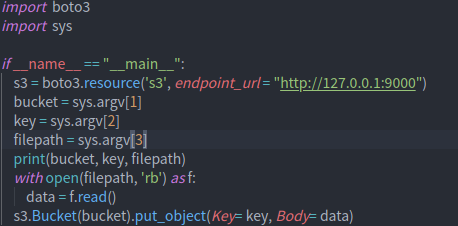 import boto3
import sys

if __name__ == "__main__":
  s3 = boto3.resource('s3', endpoint_url = "http://127.0.0.1:9000")
  bucket = sys.argv[1]
  key = sys.argv[2]
  filepath = sys.argv[3]
  print(bucket, key, filepath)
  with open(filepath, 'rb') as f:
    data = f.read()
  s3.Bucket(bucket).put_object(Key= key, Body= data)